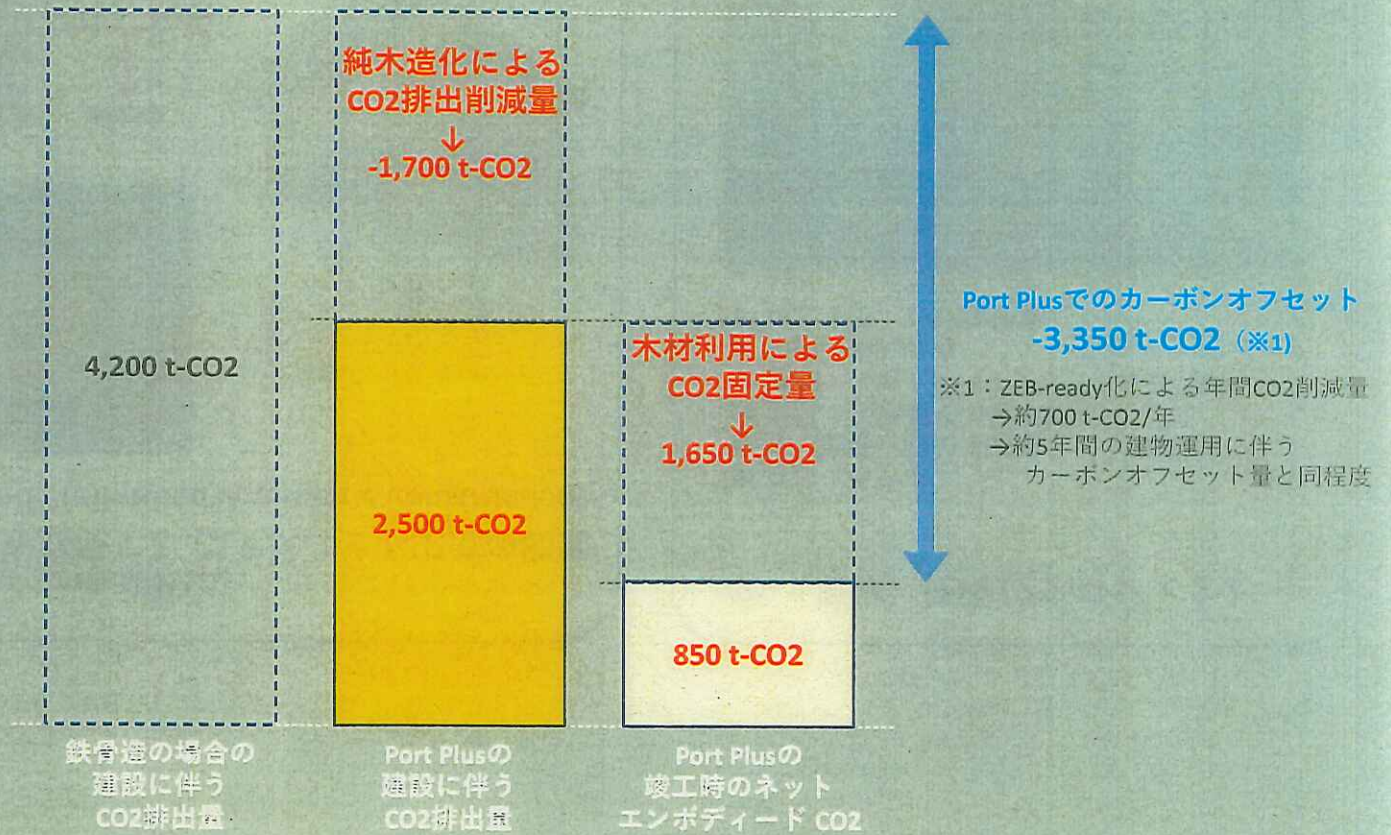 純木造化による
CO2排出削減量
↓
-1,700 t-CO2
4,200 t-CO2
2,500 t-CO2
木材利用による
CO2固定量
↓
1,650 t-CO2
850 t-CO2
Port Plusでのカーボンオフセット
-3,350 t-CO2（※1）
※1：ZEB-ready化による年間CO2削減量
→約700 t-CO2/年
→約5年間の建物運用に伴う
カーボンオフセット量と同程度
鉄骨造の場合の
建設に伴う
CO2排出量
Port Plusの
建設に伴う
CO2排出量
Port Plusの
竣工時のネット
エンボディード CO2